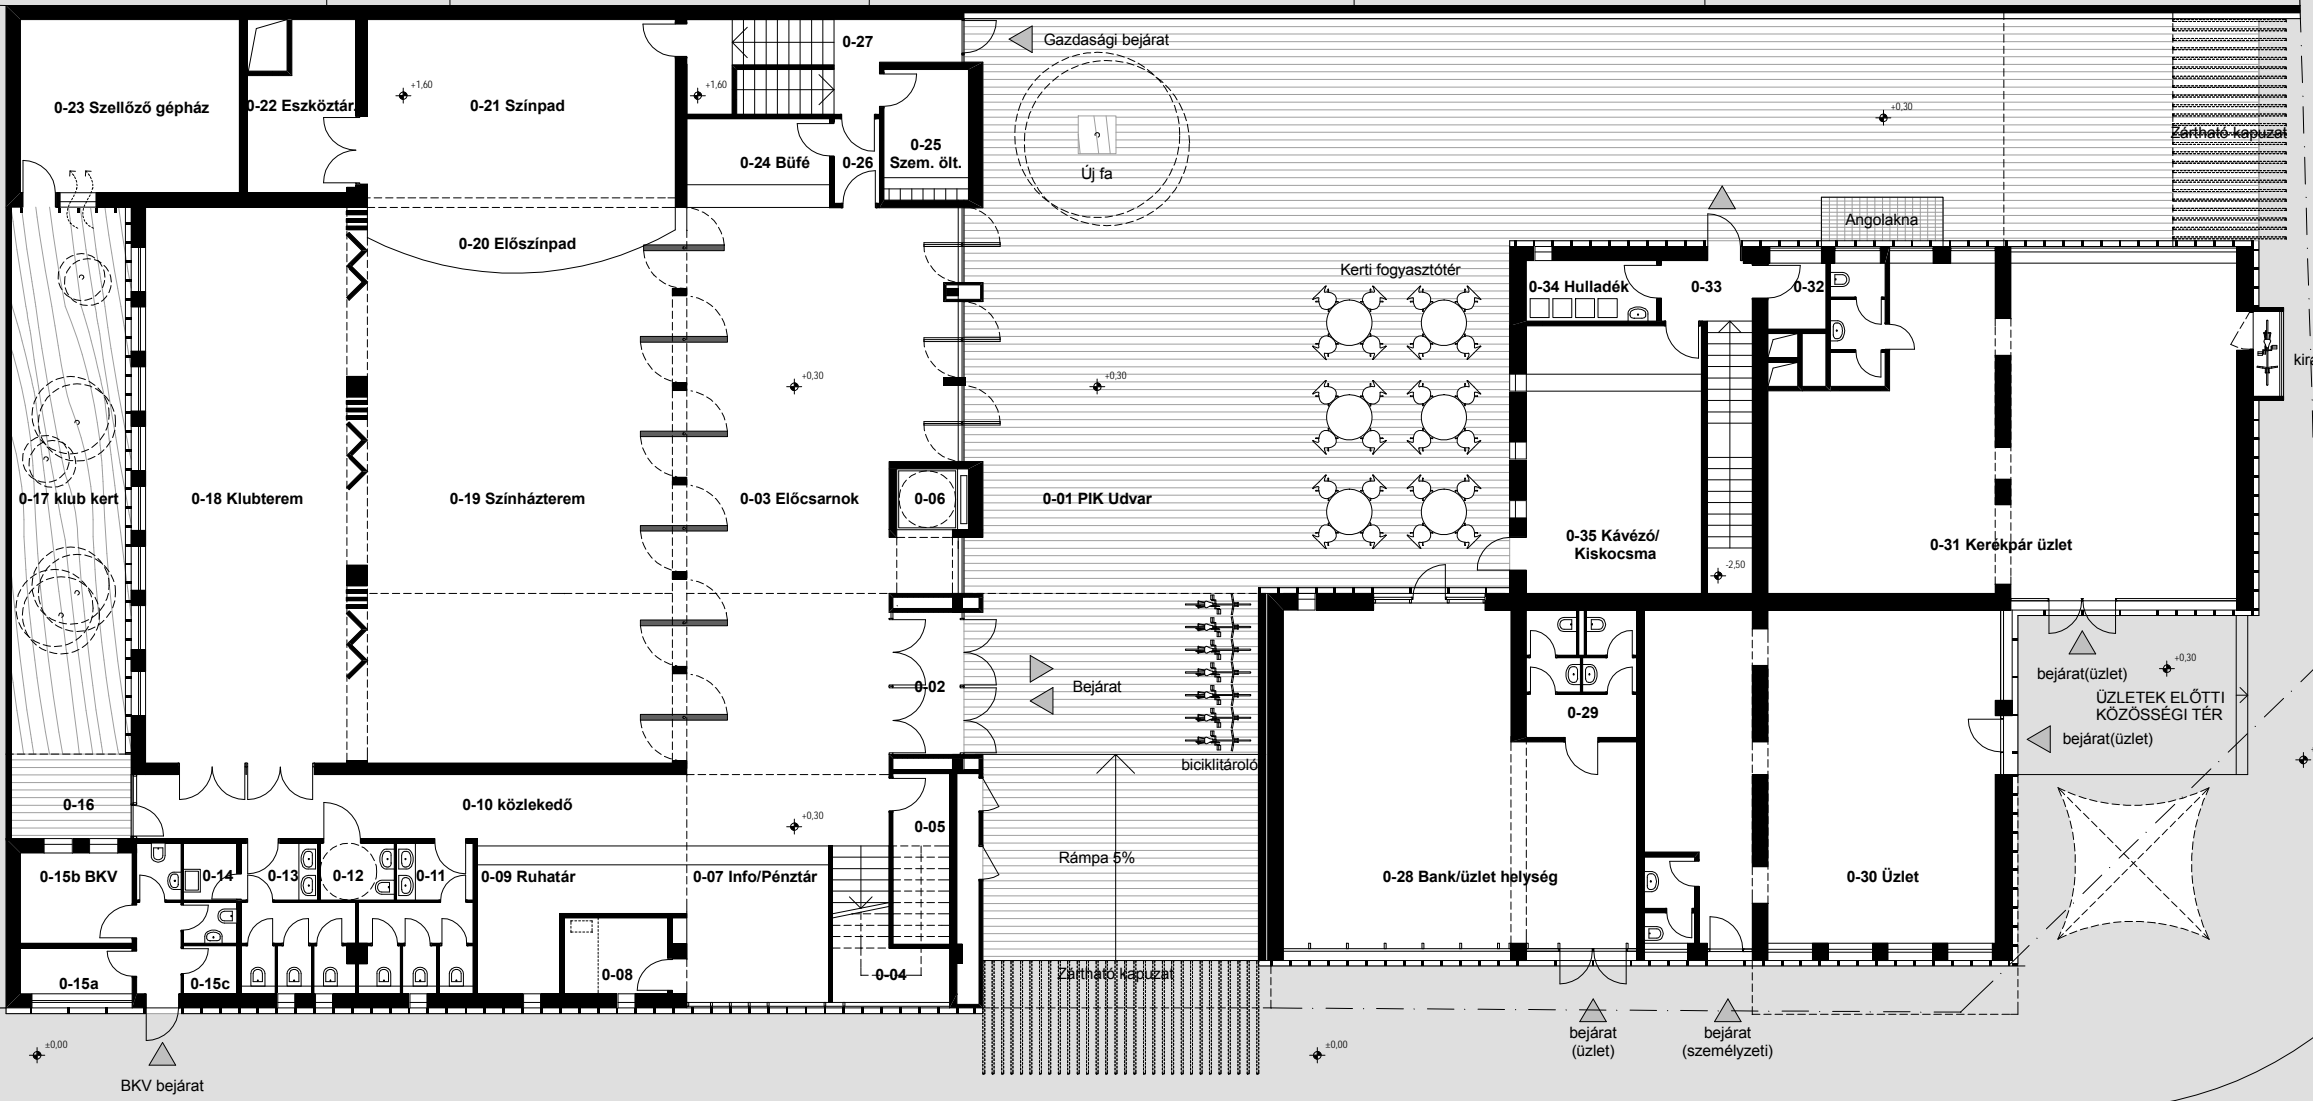 0-27
Gazdasági bejárat
+1,60
+1,60
0-23 Szellőző gépház
0-22 Eszköztár.
0-21 Színpad
+0,30
Zártható kapuzat
0-24 Büfé
0-26
0-25
Szem. ölt.
Új fa
Angolakna
0-20 Előszínpad
Kerti fogyasztótér
0-34 Hulladék
0-33
0-32
+0,30
+0,30
0-17 klub kert
0-18 Klubterem
0-19 Színházterem
0-03 Előcsarnok
0-06
0-01 PIK Udvar
0-35 Kávézó/
Kiskocsma
0-31 Kerékpár üzlet
-2,50
0-02
Bejárat
0-29
+0,30
bejárat(üzlet)
ÜZLETEK ELŐTTI
KÖZÖSSÉGI TÉR
bejárat(üzlet)
biciklitároló
0-16
0-10 közlekedő
+0,30
0-05
Rámpa 5%
0-15b BKV
0-14
0-13
0-12
0-11
0-09 Ruhatár
0-07 Info/Pénztár
0-28 Bank/üzlet helység
0-30 Üzlet
0-15a
0-15c
0-08
0-04
Zártható kapuzat
±0,00
±0,00
bejárat
(üzlet)
bejárat
(személyzeti)
BKV bejárat